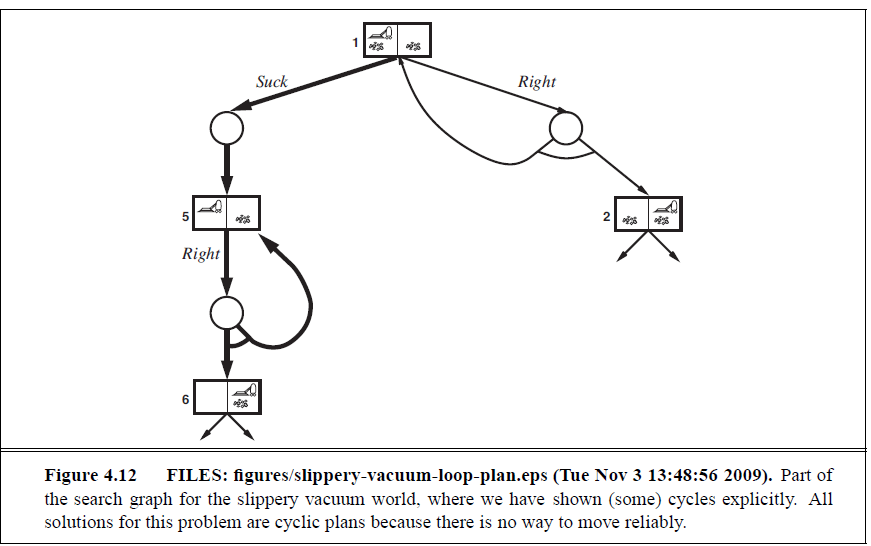 1
Suck
Right
5
2
Right
6
Figure 4.12 FILES: figures/slippery-vacuum-loop-plan.eps (Tue Nov 3 13:48:56 2009). Part of
the search graph for the slippery vacuum world, where we have shown (some) cycles explicitly. All
solutions for this problem are cyclic plans because there is no way to move reliably.